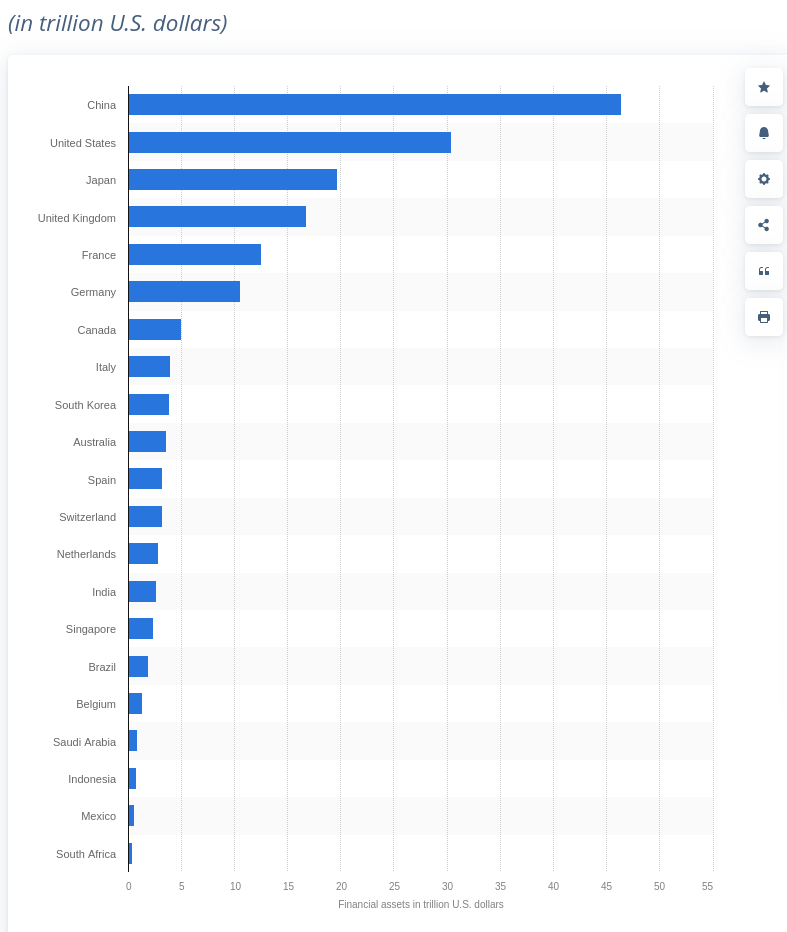 (in trillion U.S. dollars)
China
United States
Japan
United Kingdom
France
Germany
Canada
Italy
South Korea
Australia
Spain
Switzerland
Netherlands
India
Singapore
Brazil
Belgium
Saudi Arabia
Indonesia
Mexico
South Africa
0 5 10 15 20 25 30 35 40 45 50 55
Financial assets in trillion U.S. dollars